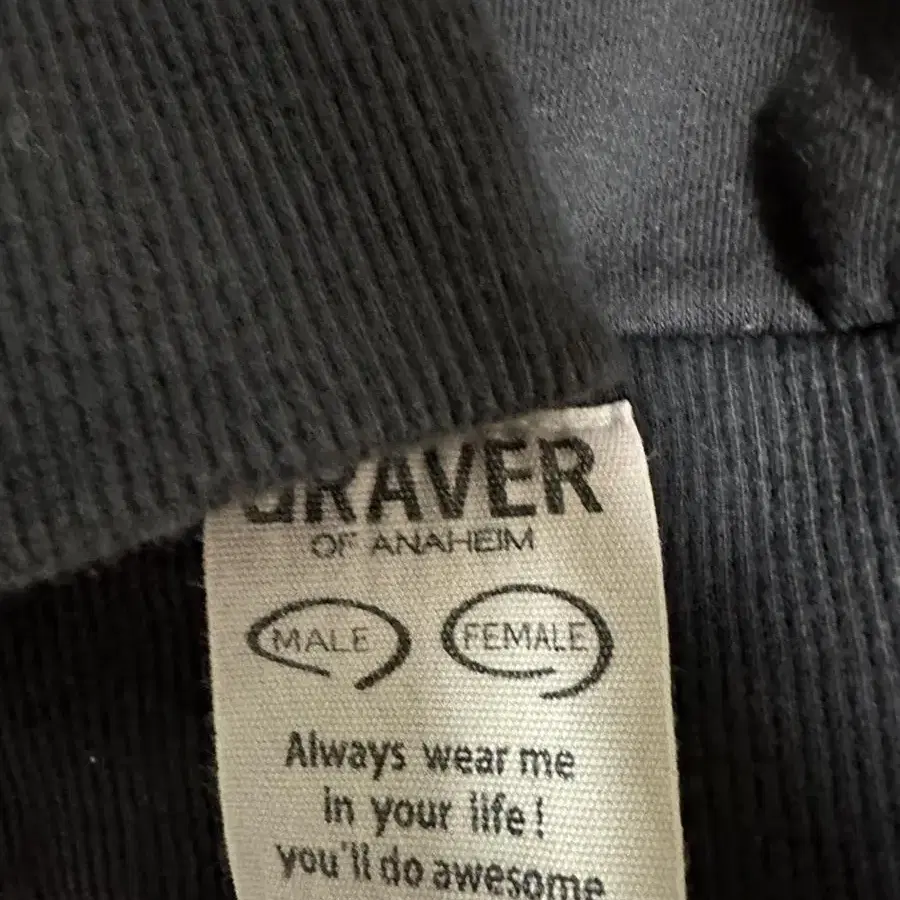 GRAVER
OF ANAHEIM
MALE FEMALE
Always wear me
in your life!
you'll do awesome